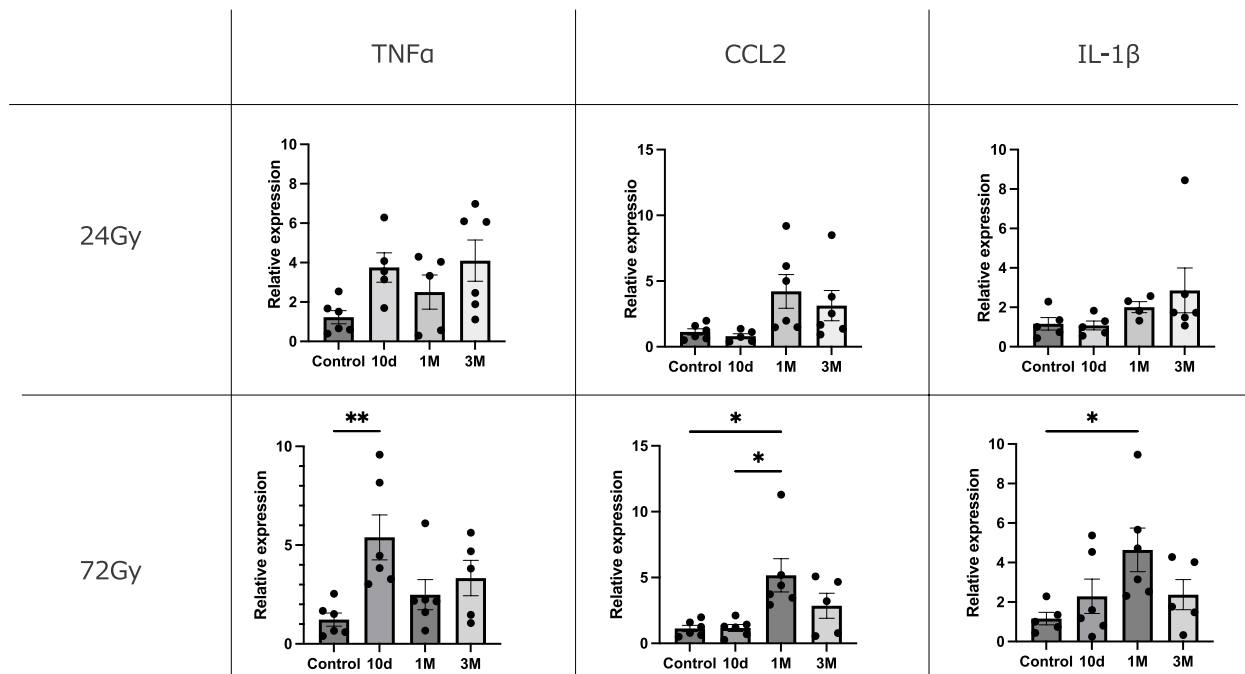 TNFα CCL2 IL-1β
24Gy
Relative expression
10
8
6
4
2
0
Control 10d 1M 3M
Relative expressio
15
10
5
0
Control 10d 1M 3M
Relative expression
10
8
6
4
2
0
Control 10d 1M 3M
72Gy
**
Relative expression
10
5
0
Control 10d 1M 3M
*
*
Relative expression
15
10
5
0
Control 10d 1M 3M
*
Relative expression
10
8
6
4
2
0
Control 10d 1M 3M